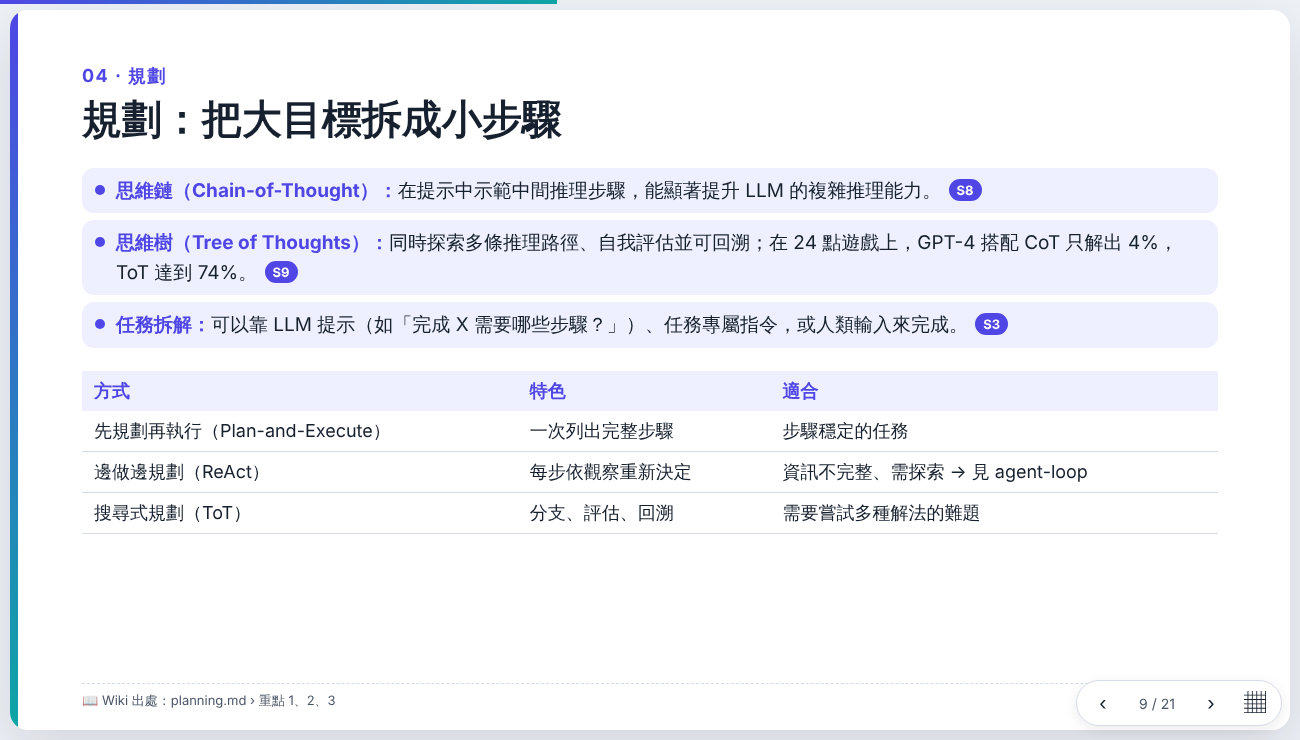 04 · 規劃
規劃：把大目標拆成小步驟
思維鏈（Chain-of-Thought）：在提示中示範中間推理步驟，能顯著提升 LLM 的複雜推理能力。 S8
思維樹（Tree of Thoughts）：同時探索多條推理路徑、自我評估並可回溯；在 24 點遊戲上，GPT-4 搭配 CoT 只解出 4%，
ToT 達到 74%。 S9
任務拆解：可以靠 LLM 提示（如「完成 X 需要哪些步驟？」）、任務專屬指令，或人類輸入來完成。 S3
方式 特色 適合
先規劃再執行（Plan-and-Execute） 一次列出完整步驟 步驟穩定的任務
邊做邊規劃（ReAct） 每步依觀察重新決定 資訊不完整、需探索 → 見 agent-loop
搜尋式規劃（ToT） 分支、評估、回溯 需要嘗試多種解法的難題
📖 Wiki 出處：planning.md › 重點 1、2、3
‹ 9 / 21 ›